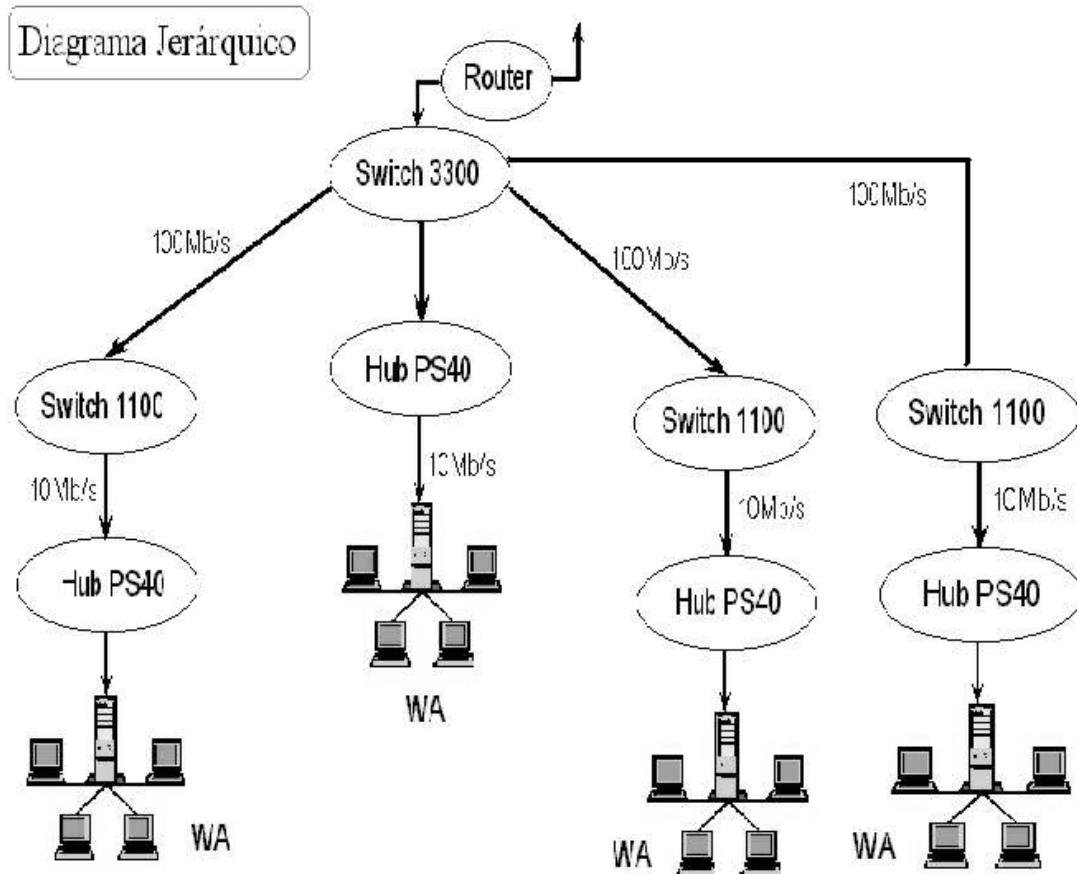 Diagrama Jerárquico
Router
Switch 3300
100Mb/s
100Mb/s
100Mb/s
Hub PS40
Switch 1100
Switch 1100
Switch 1100
10Mb/s
10Mb/s
10Mb/s
10Mb/s
Hub PS40
Hub PS40
Hub PS40
WA
WA
WA
WA